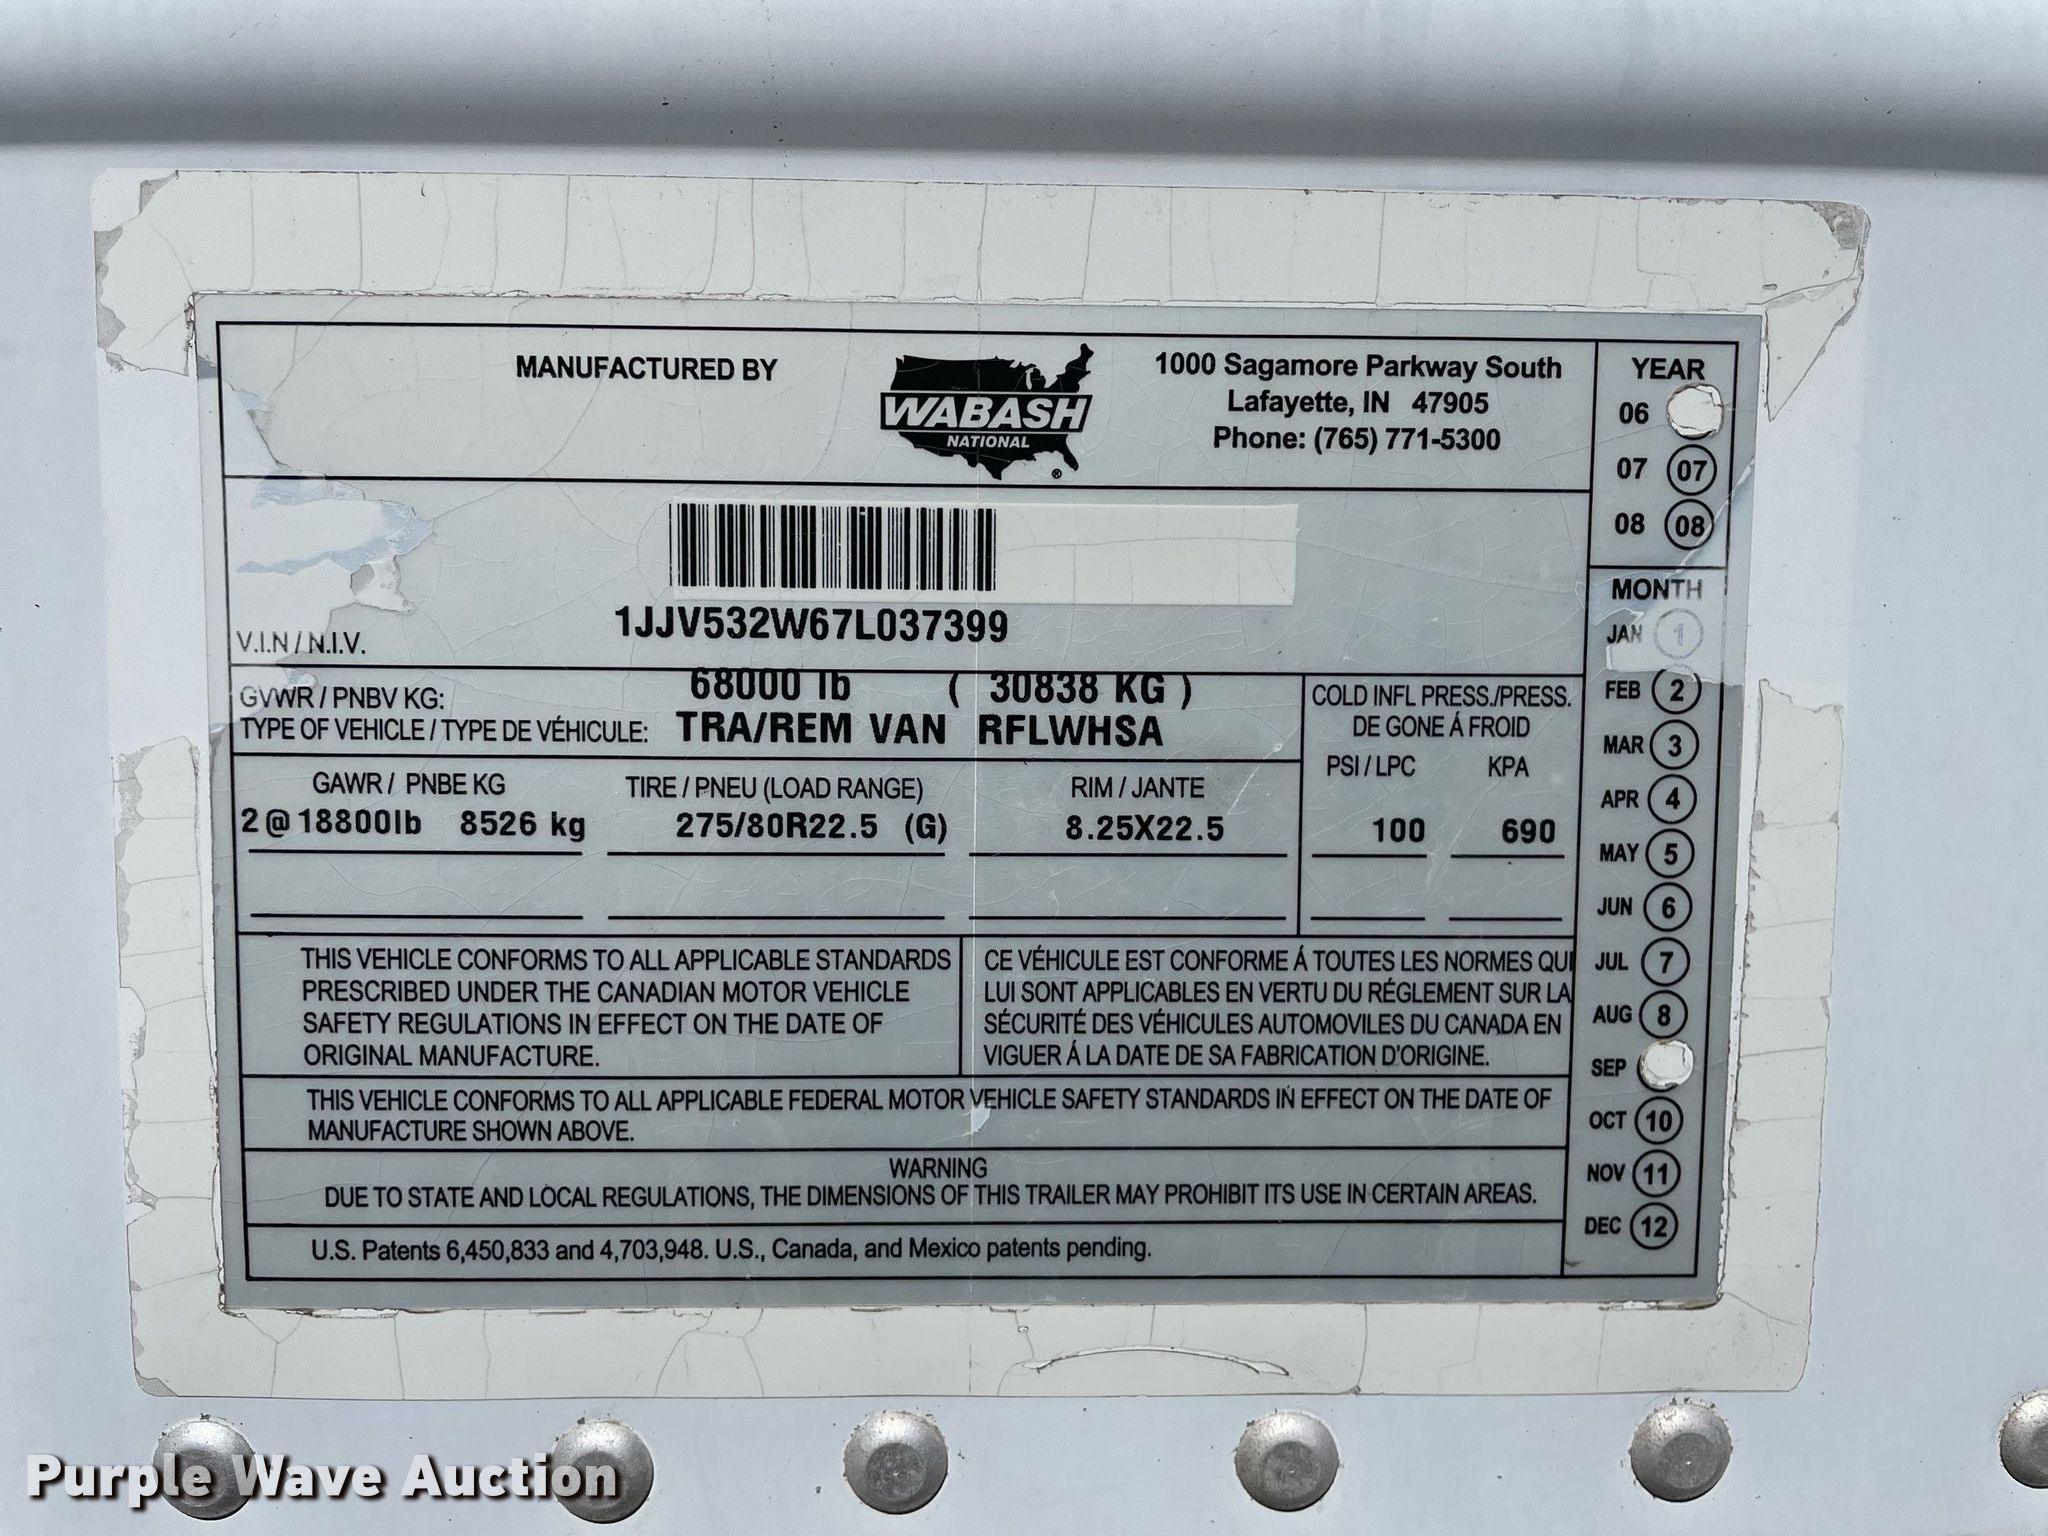 MANUFACTURED BY
WABASH
NATIONAL
®
1000 Sagamore Parkway South
Lafayette, IN 47905
Phone: (765) 771-5300
YEAR
06
07 07
08 08
1JJV532W67L037399
V.I.N/N.I.V.
MONTH
JAN 1
FEB 2
MAR 3
APR 4
MAY 5
JUN 6
JUL 7
AUG 8
SEP
OCT 10
NOV 11
DEC 12
GVWR / PNBV KG: 68000 lb ( 30838 KG )
TYPE OF VEHICLE / TYPE DE VÉHICULE: TRA/REM VAN RFLWHSA
COLD INFL PRESS./PRESS.
DE GONE Á FROID
PSI / LPC KPA
GAWR / PNBE KG TIRE / PNEU (LOAD RANGE) RIM / JANTE
2@18800lb 8526 kg 275/80R22.5 (G) 8.25X22.5 100 690
THIS VEHICLE CONFORMS TO ALL APPLICABLE STANDARDS
PRESCRIBED UNDER THE CANADIAN MOTOR VEHICLE
SAFETY REGULATIONS IN EFFECT ON THE DATE OF
ORIGINAL MANUFACTURE.
CE VÉHICULE EST CONFORME Á TOUTES LES NORMES QUI
LUI SONT APPLICABLES EN VERTU DU RÉGLEMENT SUR LA
SÉCURITÉ DES VÉHICULES AUTOMOVILES DU CANADA EN
VIGUER Á LA DATE DE SA FABRICATION D'ORIGINE.
THIS VEHICLE CONFORMS TO ALL APPLICABLE FEDERAL MOTOR VEHICLE SAFETY STANDARDS IN EFFECT ON THE DATE OF
MANUFACTURE SHOWN ABOVE.
WARNING
DUE TO STATE AND LOCAL REGULATIONS, THE DIMENSIONS OF THIS TRAILER MAY PROHIBIT ITS USE IN CERTAIN AREAS.
U.S. Patents 6,450,833 and 4,703,948. U.S., Canada, and Mexico patents pending.
Purple Wave Auction